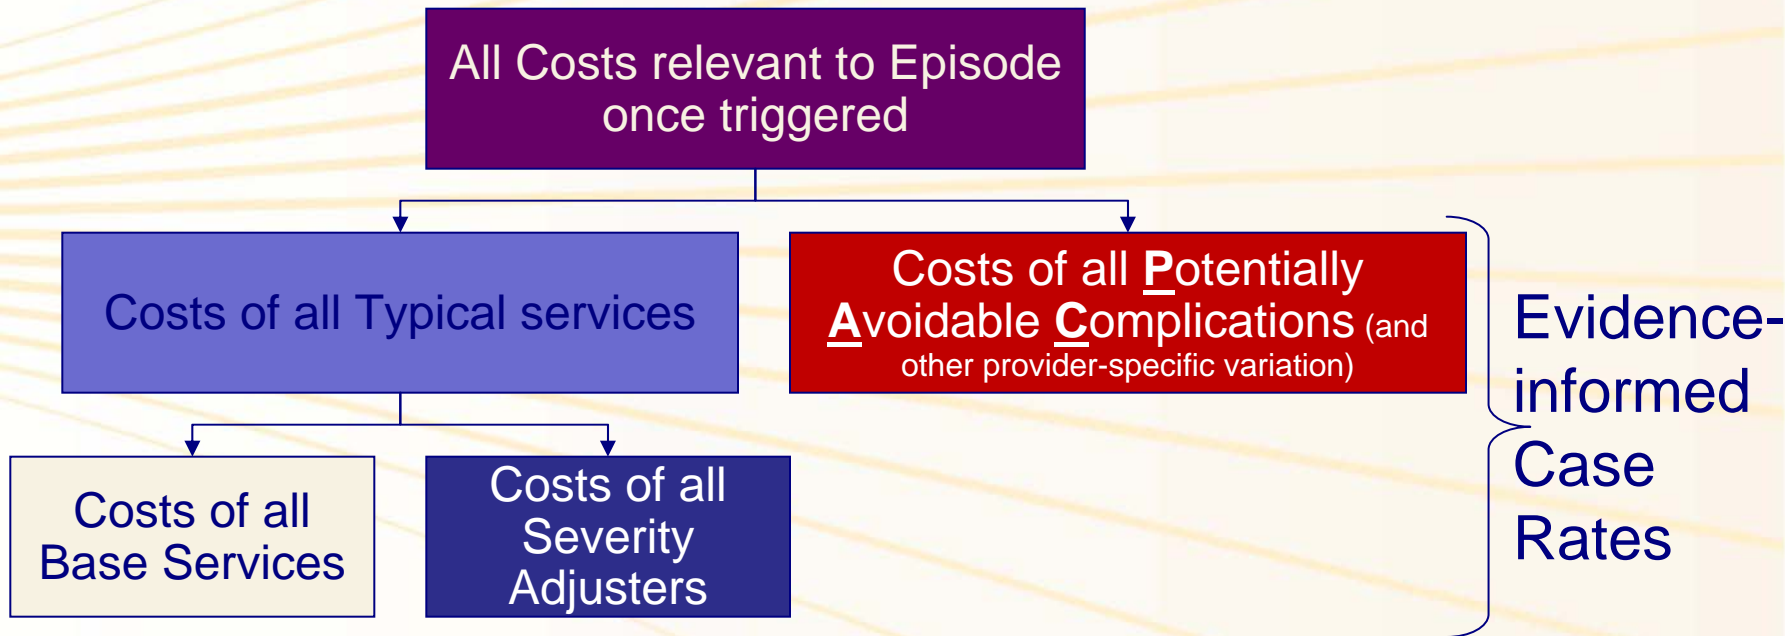 All Costs relevant to Episode
once triggered
Costs of all Typical services
Costs of all Potentially
Avoidable Complications (and
other provider-specific variation)
Costs of all
Base Services
Costs of all
Severity
Adjusters
Evidence-
informed
Case
Rates